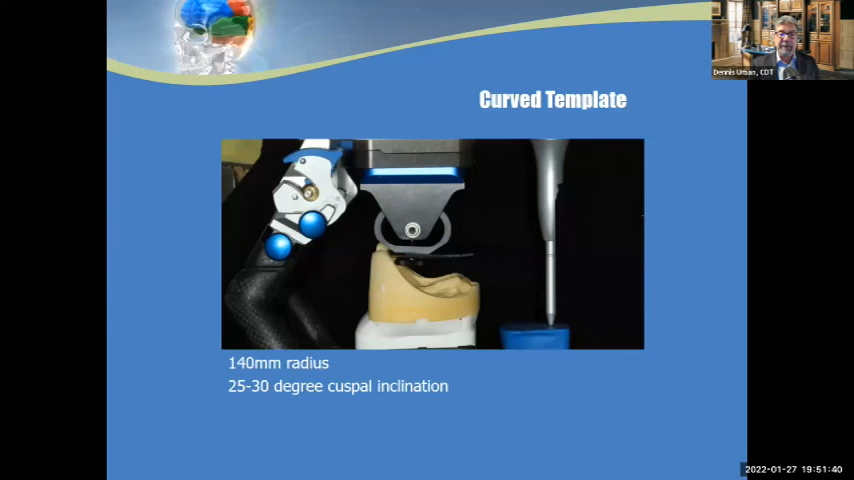 Dennis Urban, CDT
Curved Template
140mm radius
25-30 degree cuspal inclination
2022-01-27 19:51:40